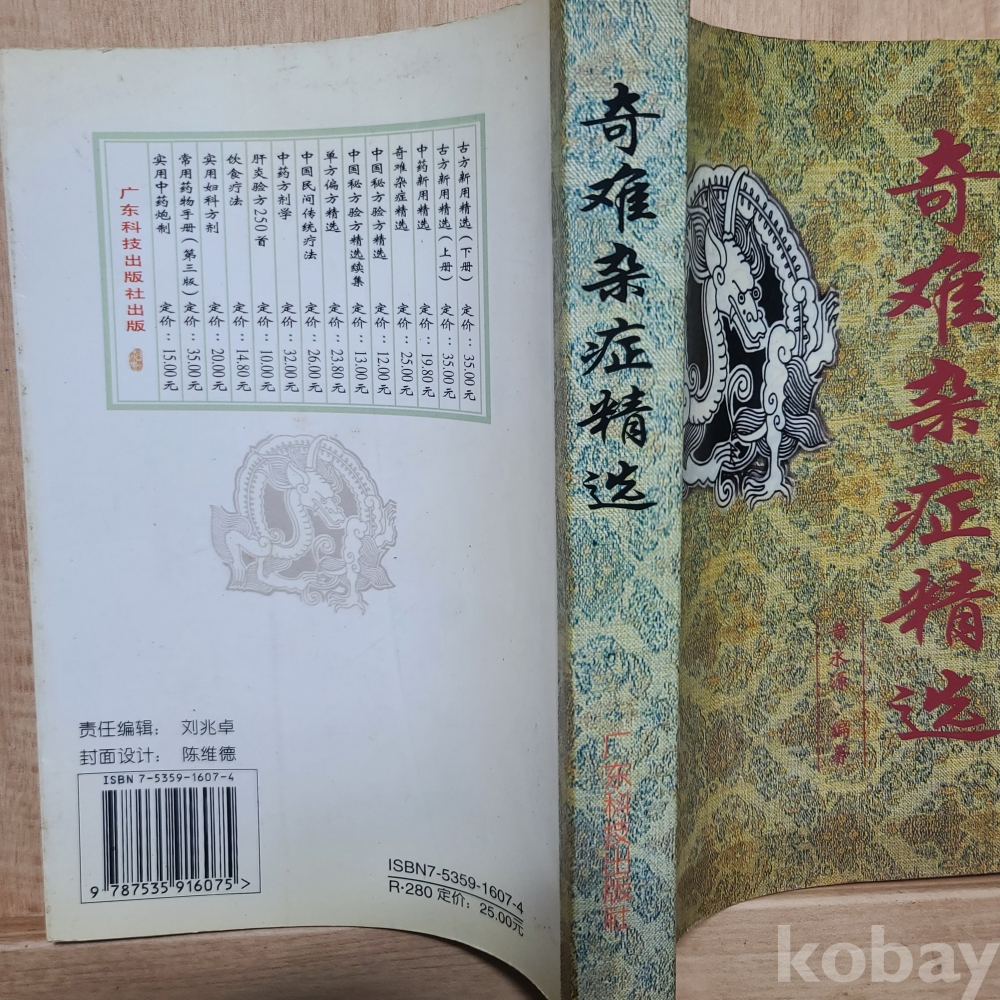 古方新用精选（下册） 定价：35.00元
古方新用精选（上册） 定价：35.00元
中药新用精选 定价：19.80元
奇难杂症精选 定价：25.00元
中国秘方验方精选 定价：12.00元
中国秘方验方精选续集 定价：13.00元
单方偏方精选 定价：23.80元
中国民间传统疗法 定价：26.00元
中药方剂学 定价：32.00元
肝炎验方250首 定价：10.00元
饮食疗法 定价：14.80元
实用妇科方剂 定价：20.00元
常用药物手册（第三版） 定价：35.00元
实用中药炮制 定价：15.00元
广东科技出版社出版
责任编辑：刘兆卓
封面设计：陈维德
ISBN 7-5359-1607-4
9 787535 916075 >
ISBN7-5359-1607-4
R·280 定价：25.00元
奇难杂症精选
广东科技出版社
奇难杂症精选
编著
kobay